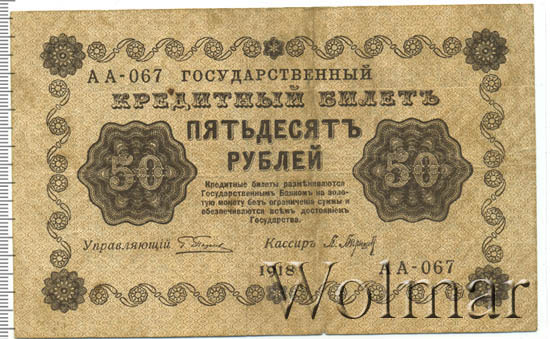 АА-067 ГОСУДАРСТВЕННЫЙ
КРЕДИТНЫЙ БИЛЕТЪ
ПЯТЬДЕСЯТЪ
РУБЛЕЙ
50
50
Кредитные билеты размѣниваются
Государственнымъ Банкомъ на золо-
тую монету безъ ограниченія суммы и
обезпечиваются всѣмъ достояніемъ
Государства.
Управляющій
Кассиръ
1918
АА-067
Wolmar